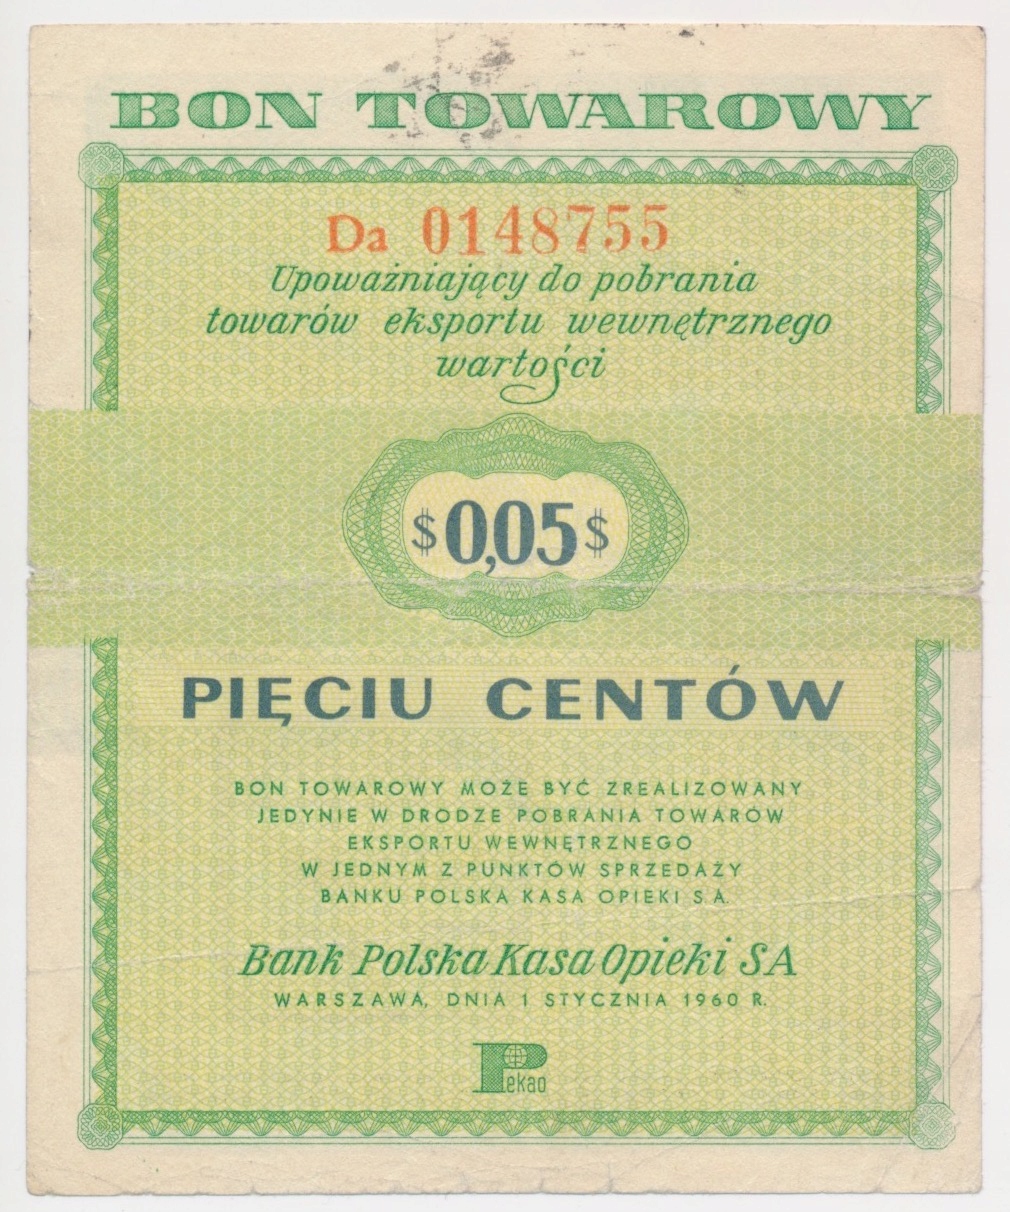 BON TOWAROWY
Da 0148755
Upoważniający do pobrania
towarów eksportu wewnętrznego
wartości
$0,05$
PIĘCIU CENTÓW
BON TOWAROWY MOŻE BYĆ ZREALIZOWANY
JEDYNIE W DRODZE POBRANIA TOWARÓW
EKSPORTU WEWNĘTRZNEGO
W JEDNYM Z PUNKTÓW SPRZEDAŻY
BANKU POLSKA KASA OPIEKI S.A.
Bank Polska Kasa Opieki SA
WARSZAWA, DNIA 1 STYCZNIA 1960 R.
Pekao